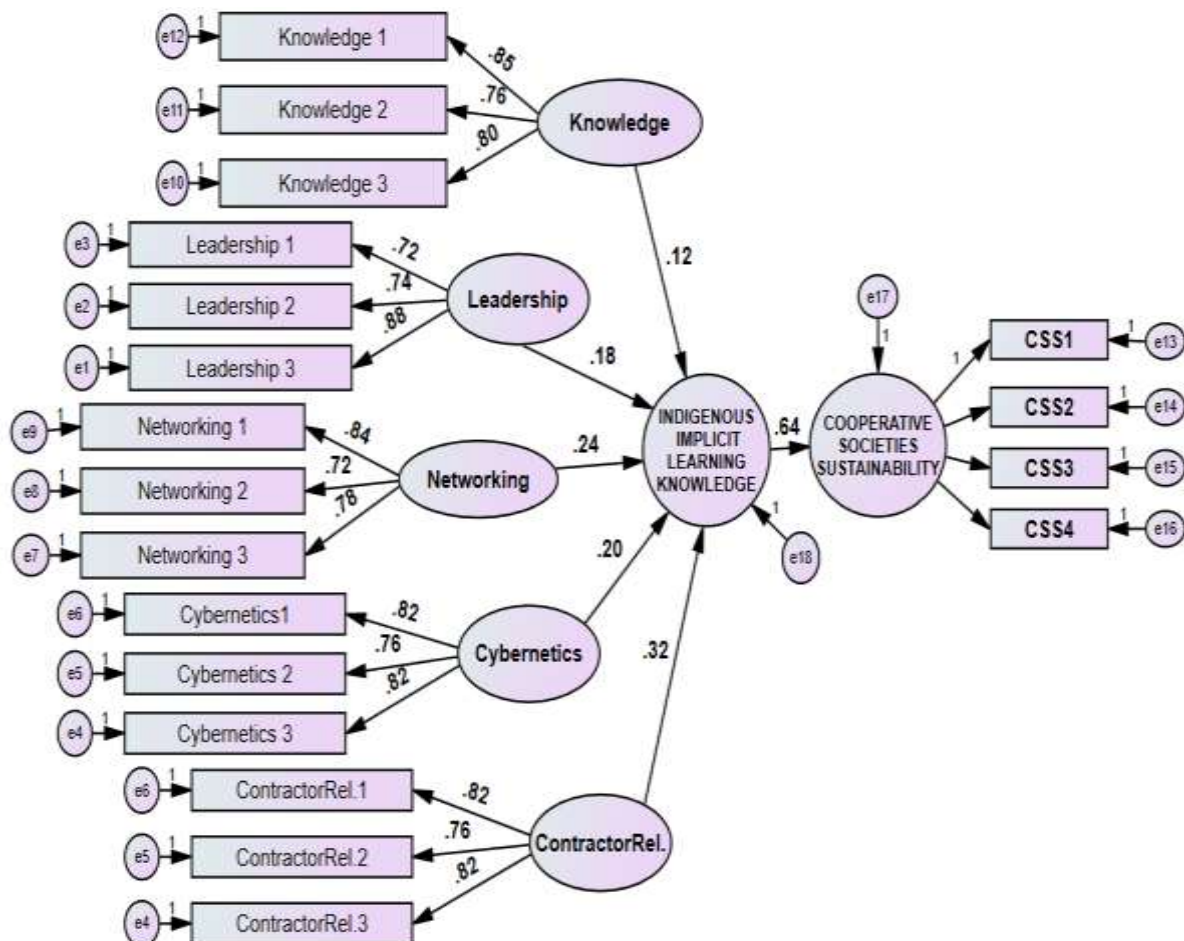 e12
1
Knowledge 1
.85
e11
1
Knowledge 2
.76
Knowledge
e10
1
Knowledge 3
.80
.12
e3
1
Leadership 1
.72
e2
1
Leadership 2
.74
Leadership
e1
1
Leadership 3
.88
.18
e9
1
Networking 1
.84
e8
1
Networking 2
.72
Networking
e7
1
Networking 3
.78
.24
e6
1
Cybernetics1
.82
e5
1
Cybernetics 2
.76
Cybernetics
e4
1
Cybernetics 3
.82
.20
e6
1
ContractorRel.1
.82
e5
1
ContractorRel.2
.76
ContractorRel.
e4
1
ContractorRel.3
.82
.32
INDIGENOUS
IMPLICIT
LEARNING
KNOWLEDGE
1
e18
.64
e17
1
COOPERATIVE
SOCIETIES
SUSTAINABILITY
1
CSS1
1
e13
CSS2
1
e14
CSS3
1
e15
CSS4
1
e16